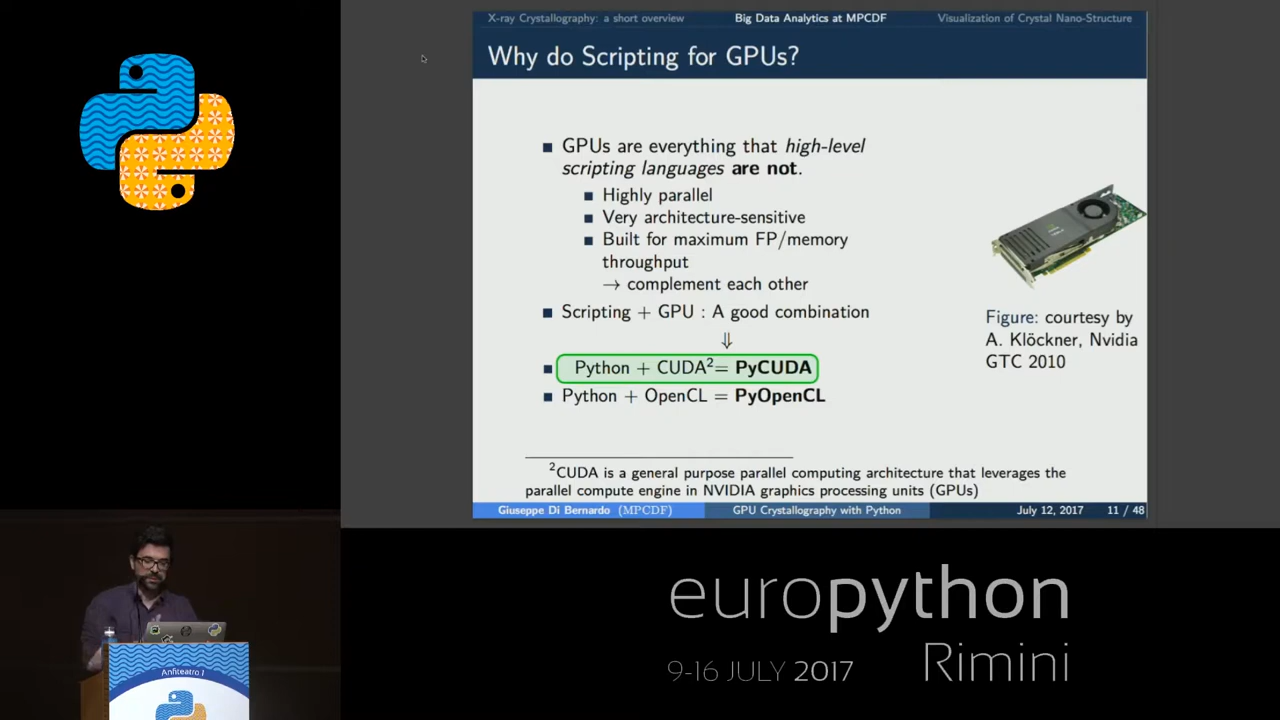 X-ray Crystallography: a short overview
Big Data Analytics at MPCDF
Visualization of Crystal Nano-Structure
Why do Scripting for GPUs?
GPUs are everything that high-level
scripting languages are not.
Highly parallel
Very architecture-sensitive
Built for maximum FP/memory
throughput
→ complement each other
Scripting + GPU : A good combination
⇓
Python + CUDA²= PyCUDA
Python + OpenCL = PyOpenCL
Figure: courtesy by
A. Klöckner, Nvidia
GTC 2010
²CUDA is a general purpose parallel computing architecture that leverages the
parallel compute engine in NVIDIA graphics processing units (GPUs)
Giuseppe Di Bernardo (MPCDF)
GPU Crystallography with Python
July 12, 2017
11 / 48
Anfiteatro 1
europython
9-16 JULY 2017
Rimini